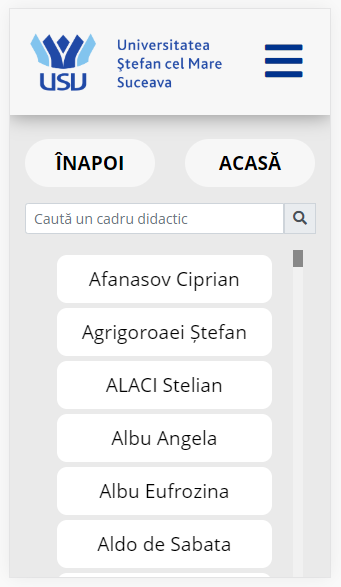 USU
Universitatea
Ștefan cel Mare
Suceava
ÎNAPOI
ACASĂ
Caută un cadru didactic
Afanasov Ciprian
Agrigoroaei Ștefan
ALACI Stelian
Albu Angela
Albu Eufrozina
Aldo de Sabata